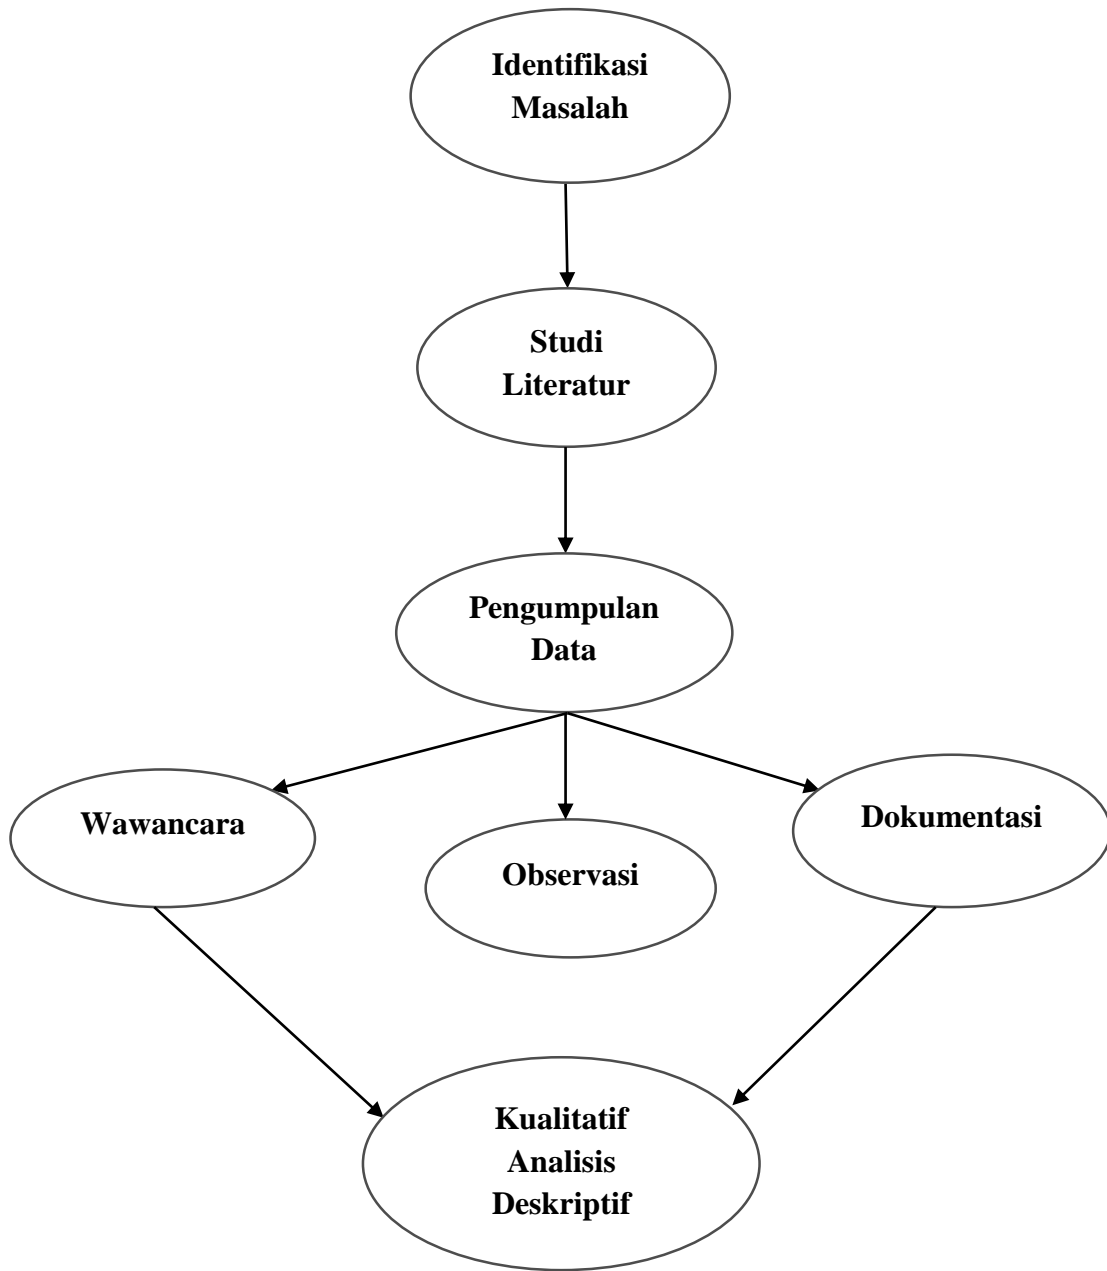 Identifikasi
Masalah
Studi
Literatur
Pengumpulan
Data
Wawancara
Observasi
Dokumentasi
Kualitatif
Analisis
Deskriptif